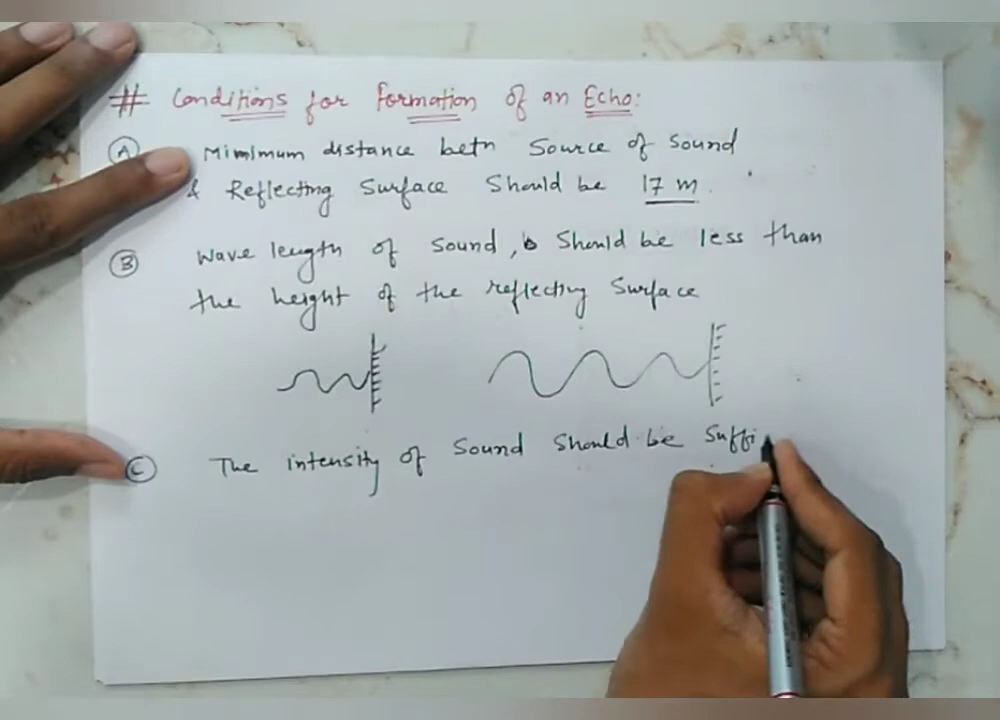 # Conditions for Formation of an Echo:
(A) Mimimum distance betn Source of Sound
& Reflecting Surface Should be 17 m.
(B) Wave length of Sound, Should be less than
the height of the reflecting Surface
(C) The intensity of Sound Should be Suffi